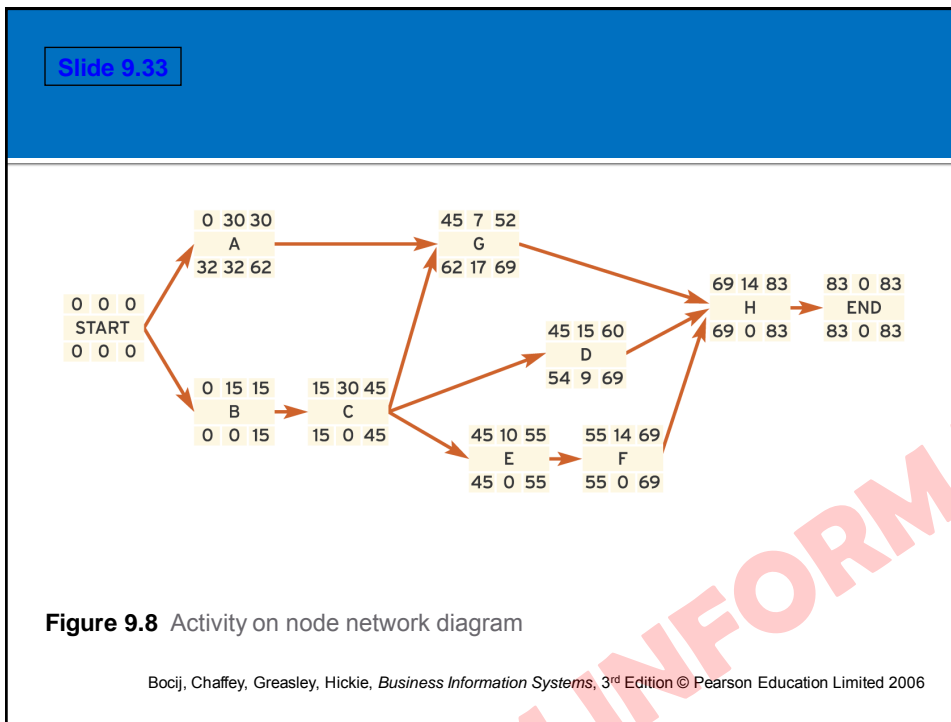 Slide 9.33
0 30 30
A
32 32 62
45 7 52
G
62 17 69
0 0 0
START
0 0 0
69 14 83
H
69 0 83
83 0 83
END
83 0 83
45 15 60
D
54 9 69
0 15 15
B
0 0 15
15 30 45
C
15 0 45
45 10 55
E
45 0 55
55 14 69
F
55 0 69
Figure 9.8 Activity on node network diagram
Bocij, Chaffey, Greasley, Hickie, Business Information Systems, 3rd Edition © Pearson Education Limited 2006